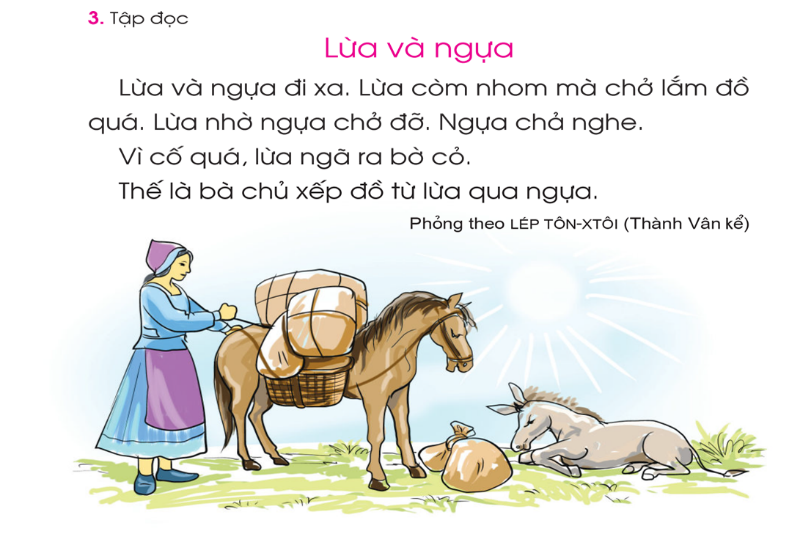 3. Tập đọc
Lừa và ngựa
Lừa và ngựa đi xa. Lừa còm nhom mà chở lắm đồ
quá. Lừa nhờ ngựa chở đỡ. Ngựa chả nghe.
Vì cố quá, lừa ngã ra bờ cỏ.
Thế là bà chủ xếp đồ từ lừa qua ngựa.
Phỏng theo LÉP TÔN-XTÔI (Thành Vân kể)